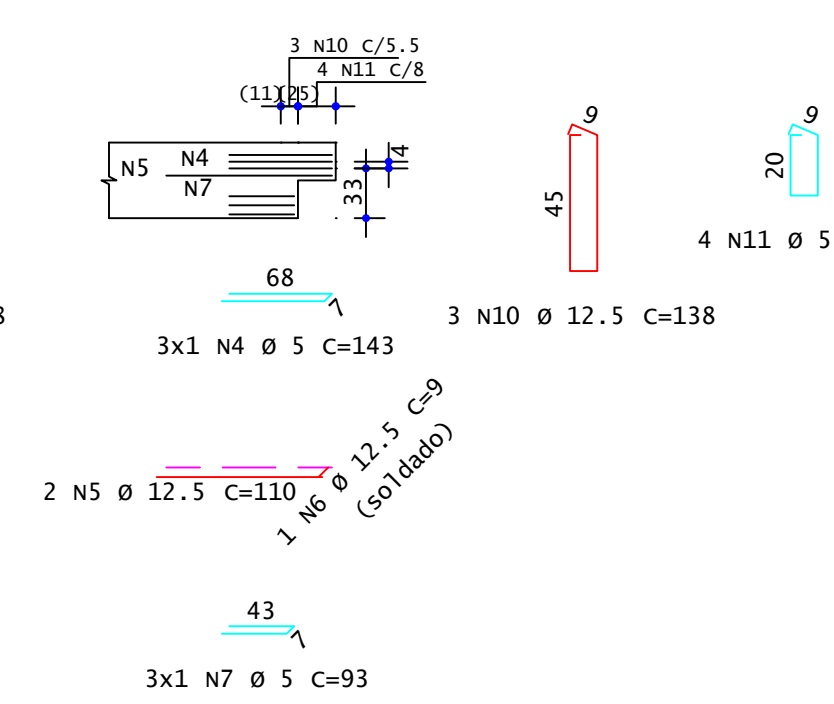 3 N10 C/5.5
4 N11 C/8
(11)(25)
4
N5
N4
N7
33
9
45
3 N10 Ø 12.5 C=138
9
20
4 N11 Ø 5
68
7
3x1 N4 Ø 5 C=143
2 N5 Ø 12.5 C=110
1 N6 Ø 12.5 C=9
(soldado)
43
7
3x1 N7 Ø 5 C=93